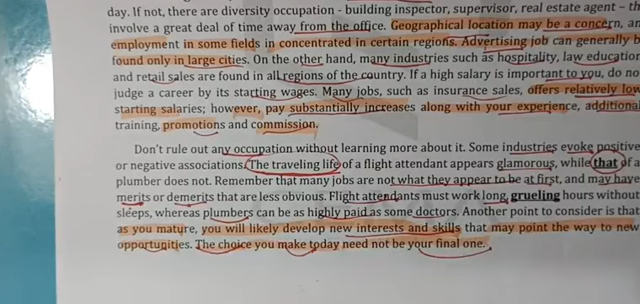 day. If not, there are diversity occupation - building inspector, supervisor, real estate agent - th
involve a great deal of time away from the office. Geographical location may be a concern, an
employment in some fields in concentrated in certain regions. Advertising job can generally b
found only in large cities. On the other hand, many industries such as hospitality, law education
and retail sales are found in all regions of the country. If a high salary is important to you, do no
judge a career by its starting wages. Many jobs, such as insurance sales, offers relatively low
starting salaries; however, pay substantially increases along with your experience, additional
training, promotions and commission.
Don't rule out any occupation without learning more about it. Some industries evoke positive
or negative associations. The traveling life of a flight attendant appears glamorous, while that of a
plumber does not. Remember that many jobs are not what they appear to be at first, and may have
merits or demerits that are less obvious. Flight attendants must work long, grueling hours without
sleeps, whereas plumbers can be as highly paid as some doctors. Another point to consider is that
as you mature, you will likely develop new interests and skills that may point the way to new
opportunities. The choice you make today need not be your final one.